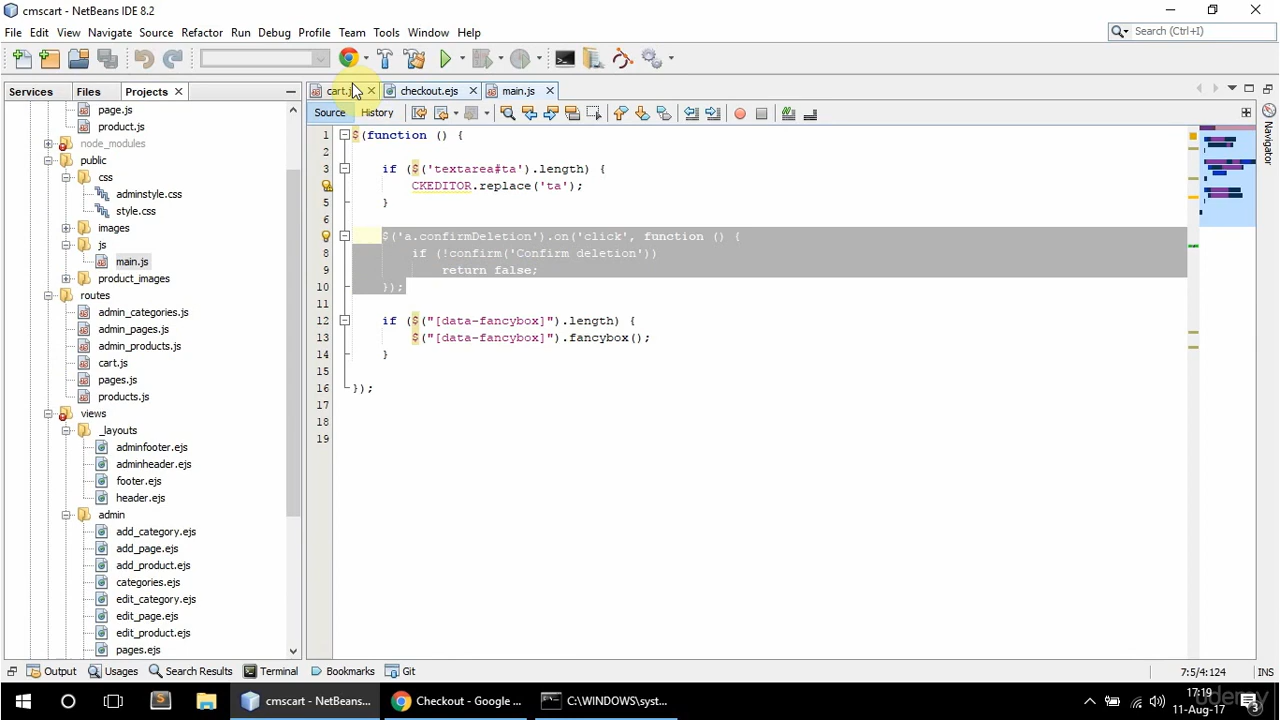 cmscart - NetBeans IDE 8.2
File Edit View Navigate Source Refactor Run Debug Profile Team Tools Window Help
Search (Ctrl+I)
Services Files Projects
cart.j checkout.ejs main.js
Source History
Navigator
page.js
product.js
node_modules
public
css
adminstyle.css
style.css
images
js
main.js
product_images
routes
admin_categories.js
admin_pages.js
admin_products.js
cart.js
pages.js
products.js
views
_layouts
adminfooter.ejs
adminheader.ejs
footer.ejs
header.ejs
admin
add_category.ejs
add_page.ejs
add_product.ejs
categories.ejs
edit_category.ejs
edit_page.ejs
edit_product.ejs
pages.ejs
1 $(function () {
2
3 if ($('textarea#ta').length) {
4 CKEDITOR.replace('ta');
5 }
6
$('a.confirmDeletion').on('click', function () {
8 if (!confirm('Confirm deletion'))
9 return false;
10 });
11
12 if ($("[data-fancybox]").length) {
13 $("[data-fancybox]").fancybox();
14 }
15
16 });
17
18
19
Output Usages Search Results Terminal Bookmarks Git
7:5/4:124 INS
cmscart - NetBeans... Checkout - Google ... C:\WINDOWS\syst...
17:19
11-Aug-17
3
udemy